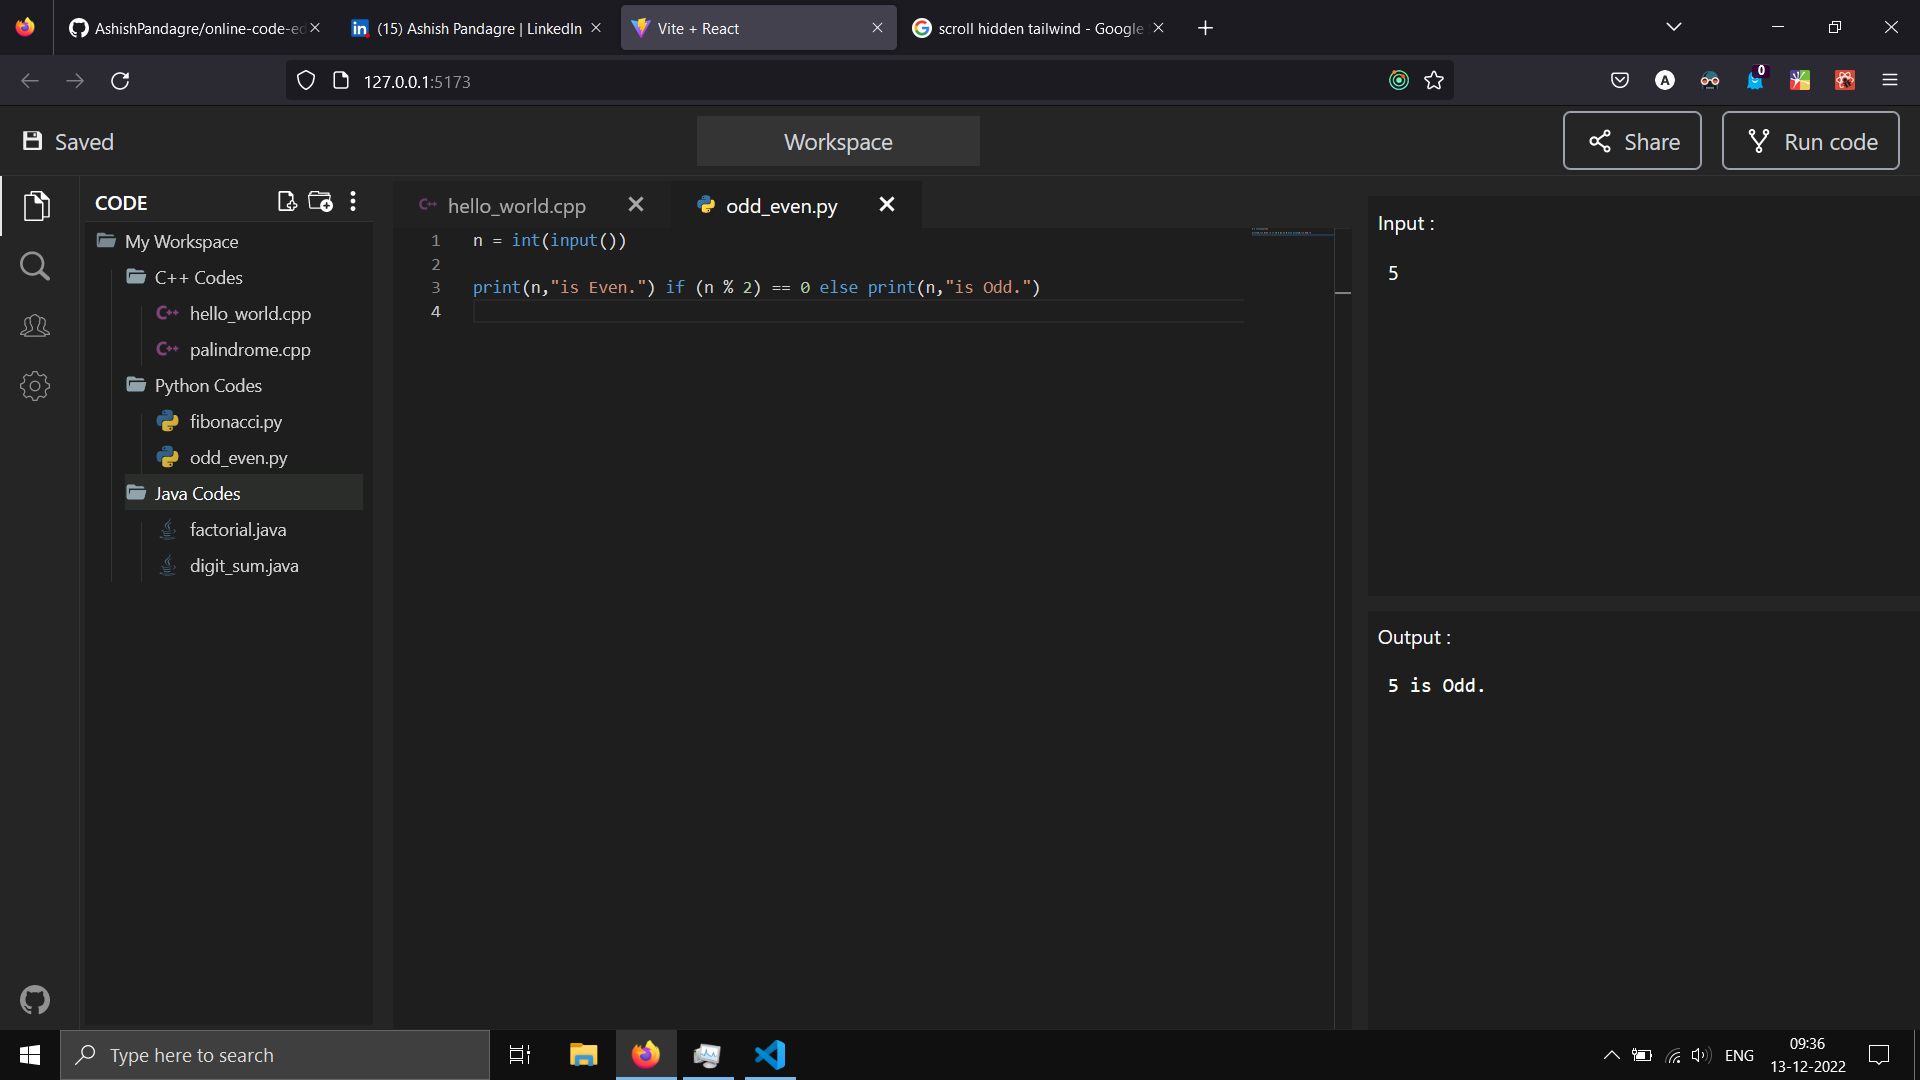 AshishPandagre/online-code-ed
(15) Ashish Pandagre | LinkedIn
Vite + React
scroll hidden tailwind - Google
127.0.0.1:5173
A
0
Saved
Workspace
Share
Run code
CODE
My Workspace
C++ Codes
C++ hello_world.cpp
C++ palindrome.cpp
Python Codes
fibonacci.py
odd_even.py
Java Codes
factorial.java
digit_sum.java
C++ hello_world.cpp
odd_even.py
1 n = int(input())
2
3 print(n,"is Even.") if (n % 2) == 0 else print(n,"is Odd.")
4
Input :
5
Output :
5 is Odd.
Type here to search
ENG
09:36
13-12-2022